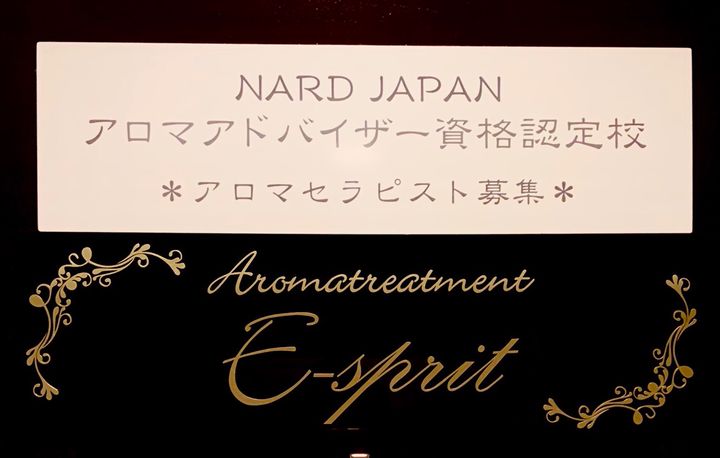 NARD JAPAN
アロマアドバイザー資格認定校
＊アロマセラピスト募集＊
Aromatreatment
E-sprit